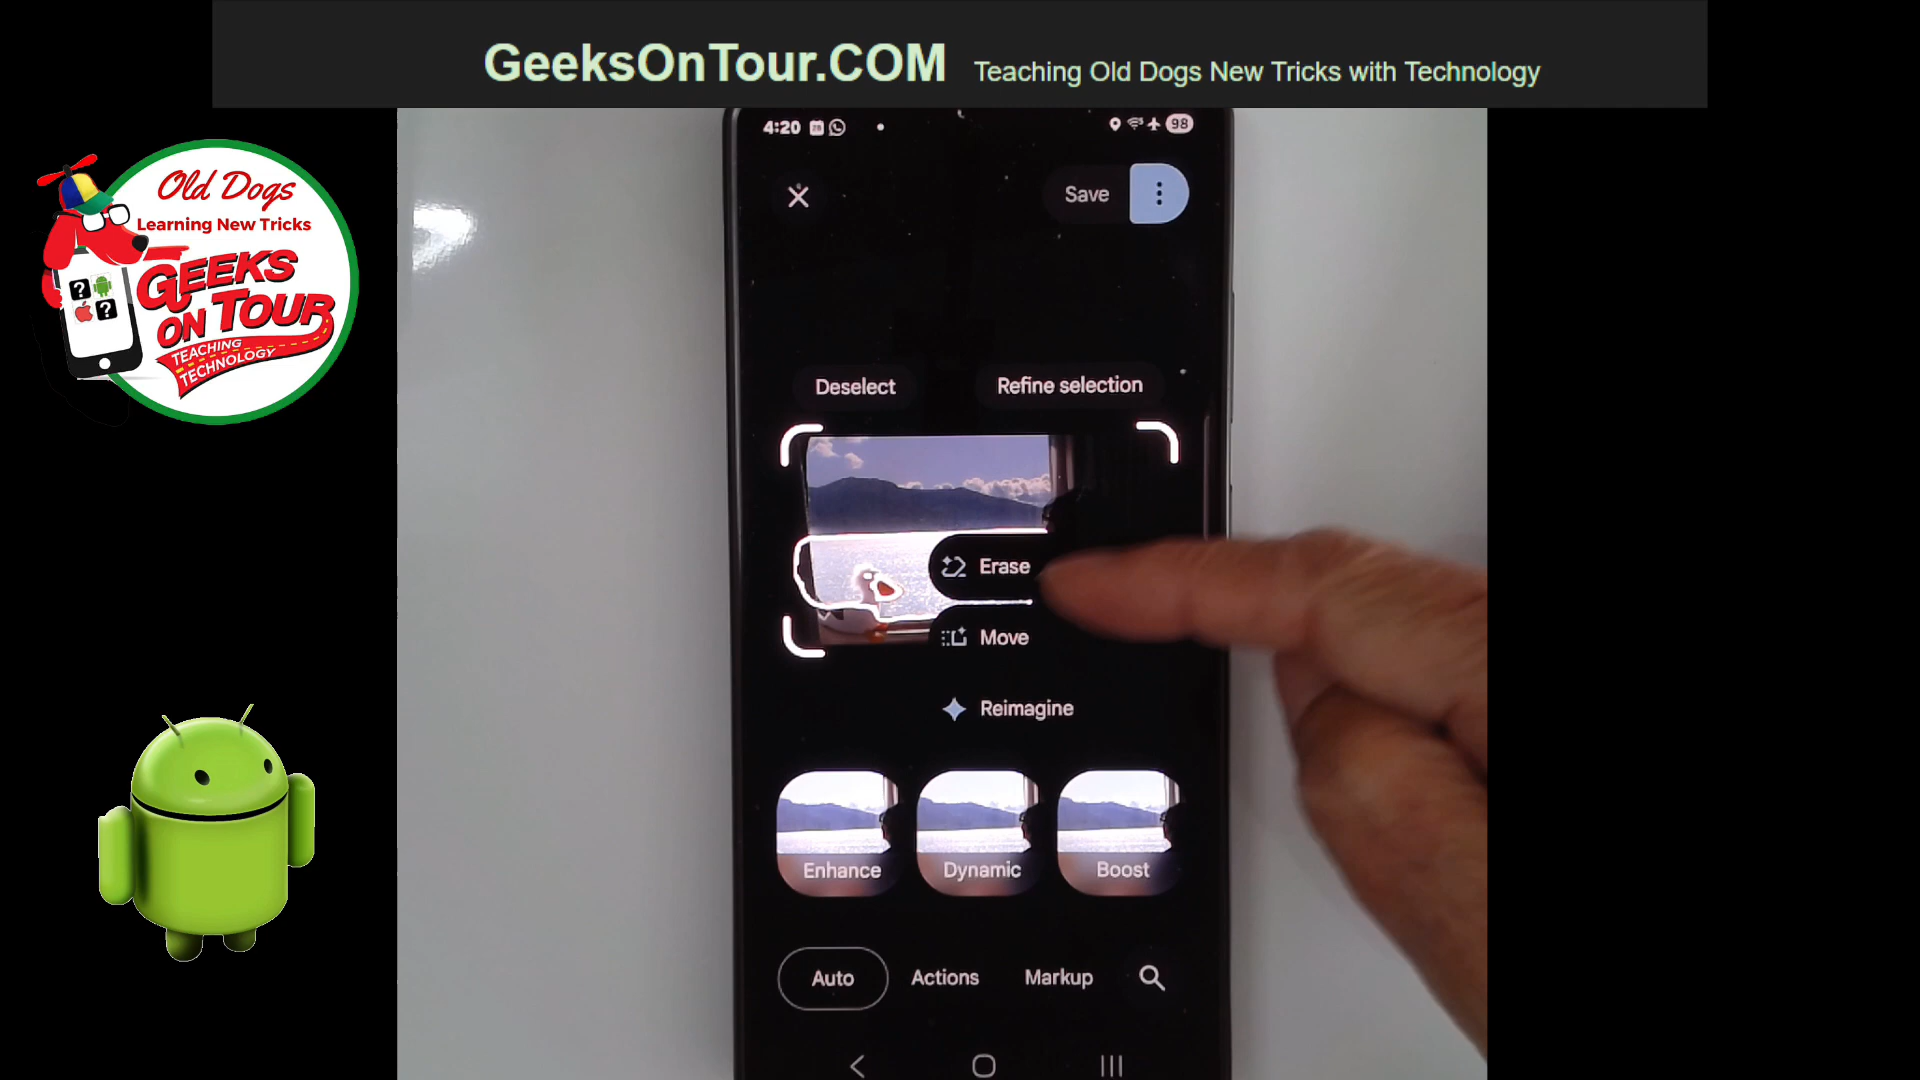 GeeksOnTour.COM Teaching Old Dogs New Tricks with Technology
Old Dogs
Learning New Tricks
GEEKS
ON TOUR
TEACHING
TECHNOLOGY
? ?
4:20 98
Save
Deselect Refine selection
Erase
Move
Reimagine
Enhance Dynamic Boost
Auto Actions Markup